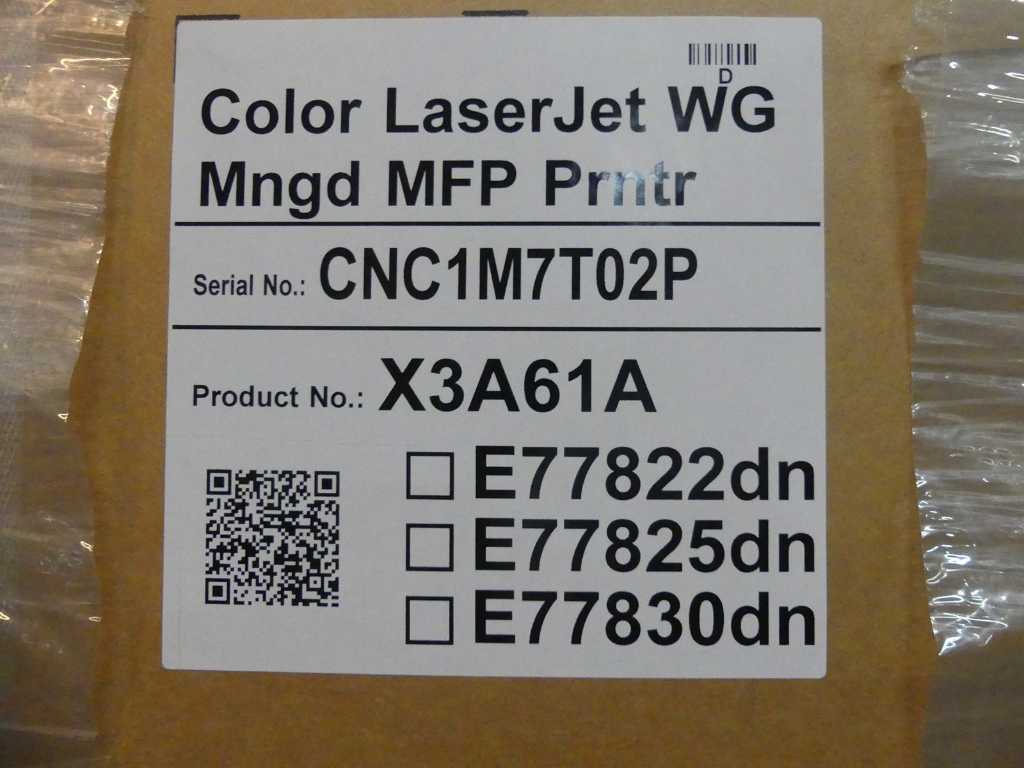 D
Color LaserJet WG
Mngd MFP Prntr
Serial No.: CNC1M7T02P
Product No.: X3A61A
E77822dn
E77825dn
E77830dn